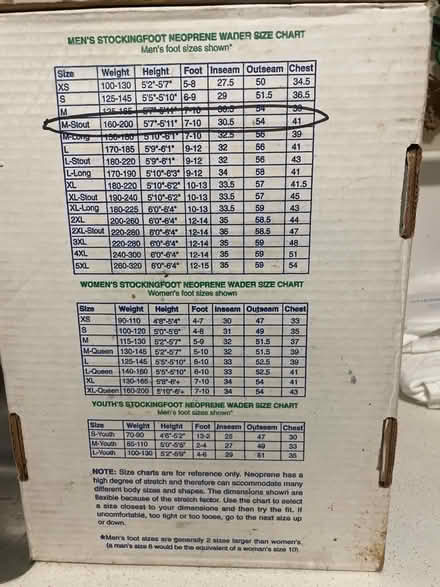 MEN'S STOCKINGFOOT NEOPRENE WADER SIZE CHART
Men's foot sizes shown*
Size Weight Height Foot Inseam Outseam Chest
XS 100-130 5'2"-5'7" 5-8 27.5 50 34.5
S 125-145 5'5"-5'10" 6-9 29 51.5 36.5
M 5'7"-5'11" 7-10 54
M-Stout 160-200 5'7"-5'11" 7-10 30.5 54 41
M-Long 5'10"-6'1" 7-10 32.5 56 39
L 170-185 5'9"-6'1" 9-12 32 56 41
L-Stout 180-220 5'9"-6'1" 9-12 32 56 43
L-Long 170-190 5'10"-6'3" 9-12 34 58 41
XL 180-220 5'10"-6'2" 10-13 33.5 57 41.5
XL-Stout 190-240 5'10"-6'2" 10-13 33.5 57 45
XL-Long 180-225 6'0"-6'4" 10-13 33.5 59 43
2XL 200-260 6'0"-6'4" 12-14 35 58.5 44
2XL-Stout 220-260 6'0"-6'4" 12-14 35 58.5 47
3XL 220-280 6'0"-6'4" 12-14 35 59 48
4XL 240-300 6'0"-6'4" 12-14 35 59 51
5XL 260-320 6'0"-6'4" 12-15 35 59 54
WOMEN'S STOCKINGFOOT NEOPRENE WADER SIZE CHART
Women's foot sizes shown
Size Weight Height Foot Inseam Outseam Chest
XS 90-110 4'8"-5'4" 4-7 30 47 33
S 100-120 5'0"-5'6" 4-8 31 49 35
M 115-130 5'2"-5'7" 5-9 32 51.5 37
M-Queen 130-145 5'2"-5'7" 5-10 32 51.5 39
L 125-145 5'5"-5'10" 6-10 33 52.5 39
L-Queen 140-160 5'5"-5'10" 6-10 33 52.5 41
XL 130-165 7-10 34 54 41
XL-Queen 160-200 7-10 34 54 43
YOUTH'S STOCKINGFOOT NEOPRENE WADER SIZE CHART
Men's foot sizes shown*
Size Weight Height Foot Inseam Outseam Chest
S-Youth 70-90 4'6"-5'2" 13-2 25 47 30
M-Youth 2-4 27 49 33
L-Youth 100-130 4-6 29 51 35
NOTE: Size charts are for reference only. Neoprene has a
high degree of stretch and therefore can accommodate many
different body sizes and shapes. The dimensions shown are
flexible because of the stretch factor. Use the chart to select
a size closest to your dimensions and then try the fit. If
uncomfortable, too tight or too loose, go to the next size up
or down.
*Men's foot sizes are generally 2 sizes larger than women's,
(a man's size 8 would be the equivalent of a woman's size 10).